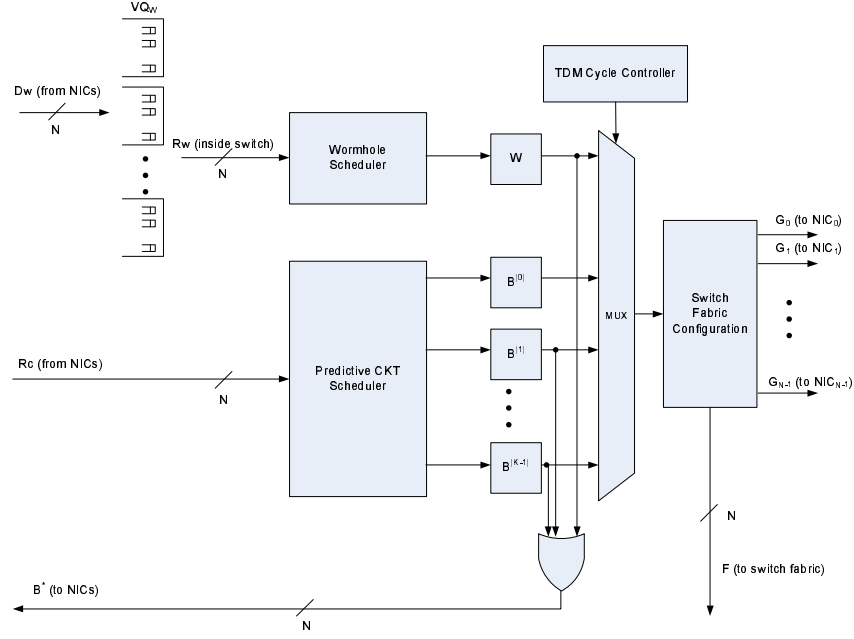 VQW
Dw (from NICs)
N
Rw (inside switch)
N
Wormhole
Scheduler
W
TDM Cycle Controller
Rc (from NICs)
N
Predictive CKT
Scheduler
B(0)
B(1)
B(K-1)
MUX
Switch
Fabric
Configuration
G0 (to NIC0)
G1 (to NIC1)
GN-1 (to NICN-1)
N
F (to switch fabric)
B* (to NICs)
N